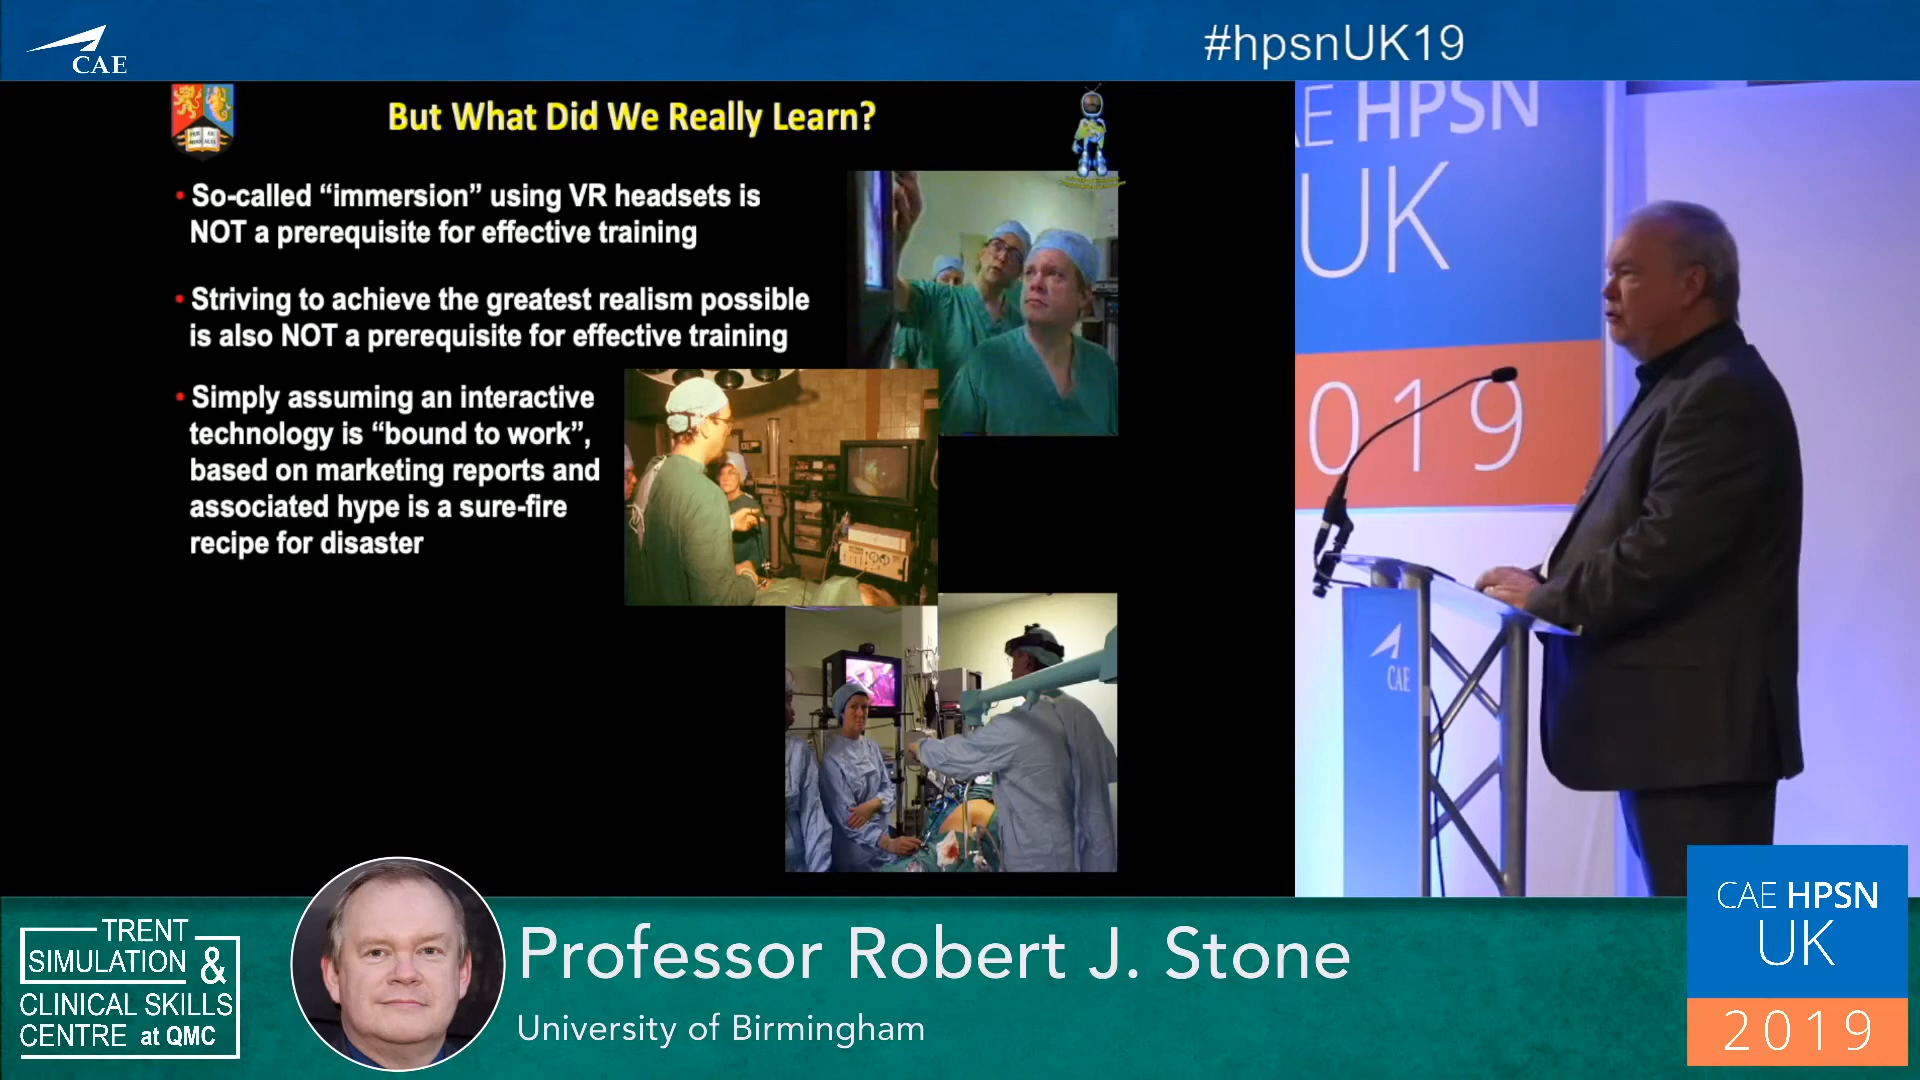 CAE
#hpsnUK19
But What Did We Really Learn?
• So-called “immersion” using VR headsets is
NOT a prerequisite for effective training
• Striving to achieve the greatest realism possible
is also NOT a prerequisite for effective training
• Simply assuming an interactive
technology is “bound to work”,
based on marketing reports and
associated hype is a sure-fire
recipe for disaster
AE HPSN
UK
019
CAE
TRENT
SIMULATION &
CLINICAL SKILLS
CENTRE at QMC
Professor Robert J. Stone
University of Birmingham
CAE HPSN
UK
2019